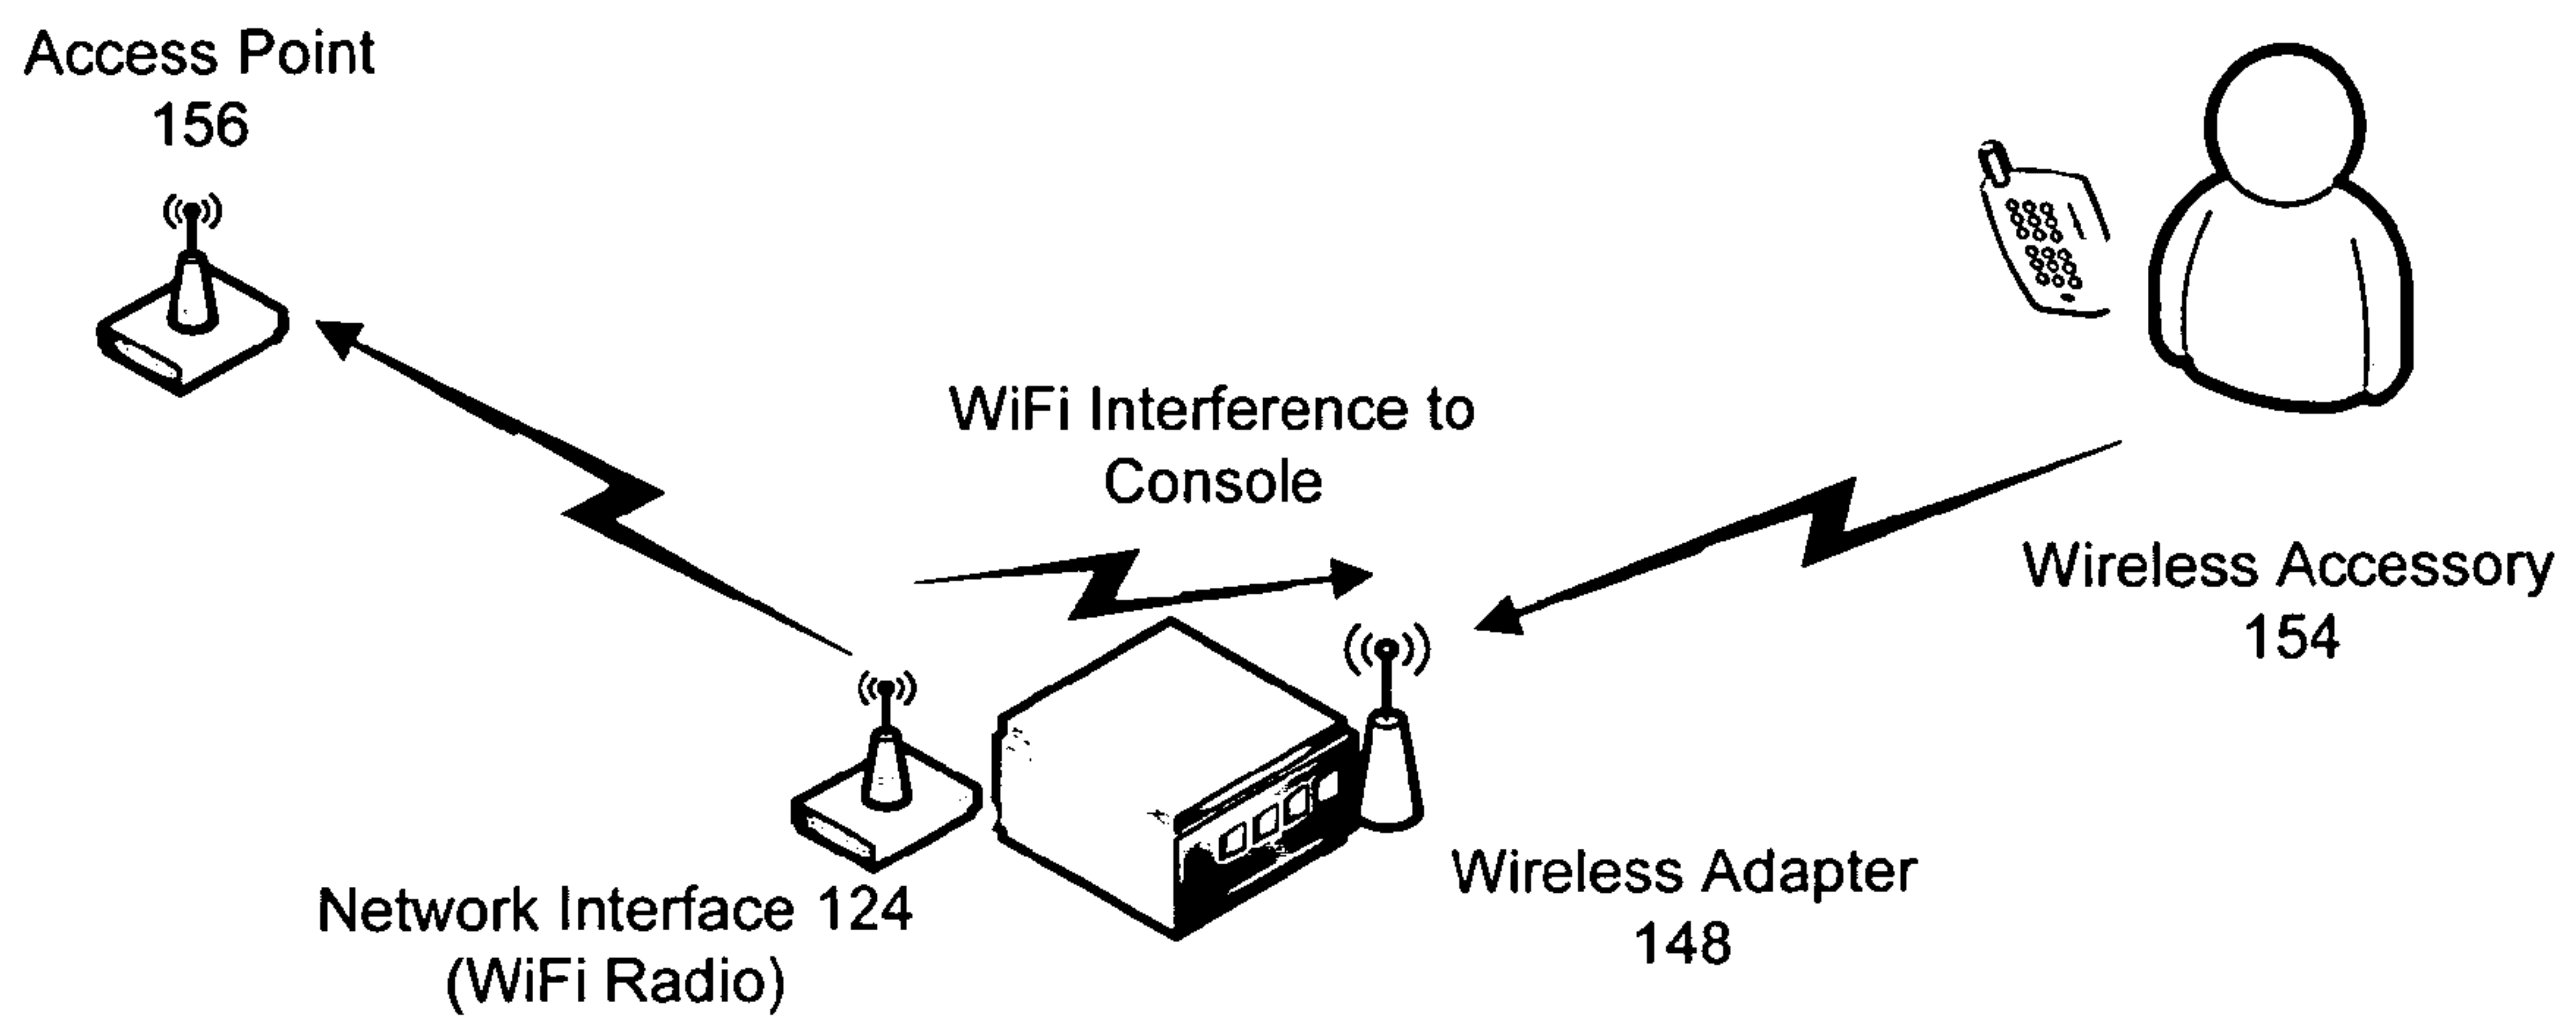 Access Point
156
WiFi Interference to
Console
Wireless Accessory
154
Wireless Adapter
148
Network Interface 124
(WiFi Radio)